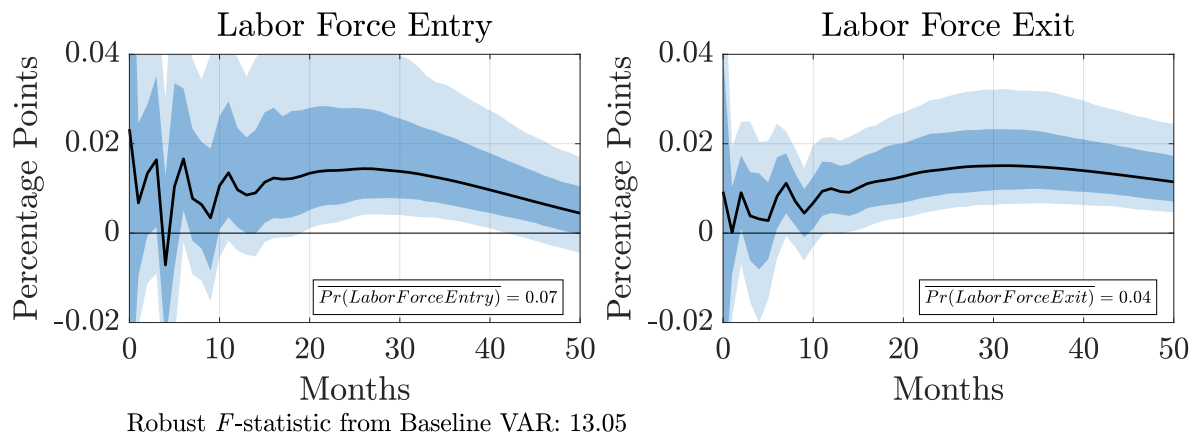 Labor Force Entry
Percentage Points
0.04
0.02
0
-0.02
Pr(LaborForceEntry) = 0.07
0 10 20 30 40 50
Months
Labor Force Exit
Percentage Points
0.04
0.02
0
-0.02
Pr(LaborForceExit) = 0.04
0 10 20 30 40 50
Months
Robust F-statistic from Baseline VAR: 13.05